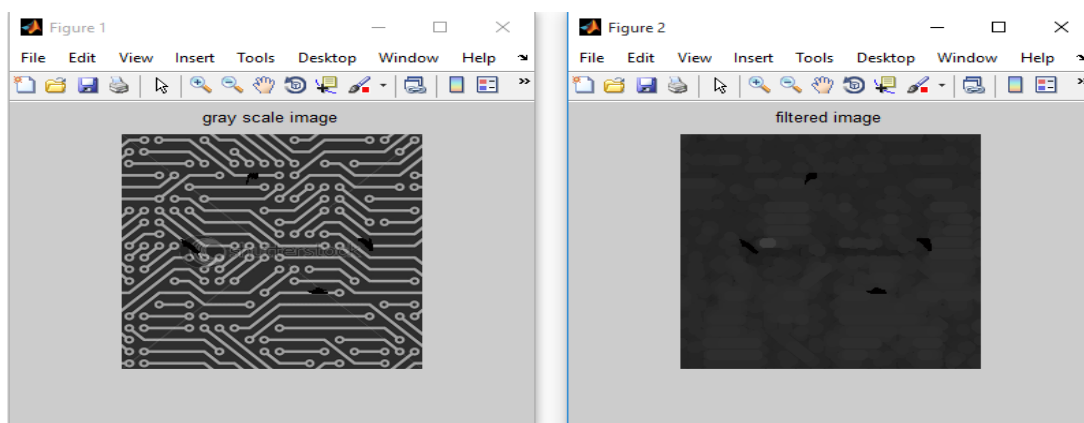 Figure 1
File Edit View Insert Tools Desktop Window Help
gray scale image
shutterstock
Figure 2
File Edit View Insert Tools Desktop Window Help
filtered image